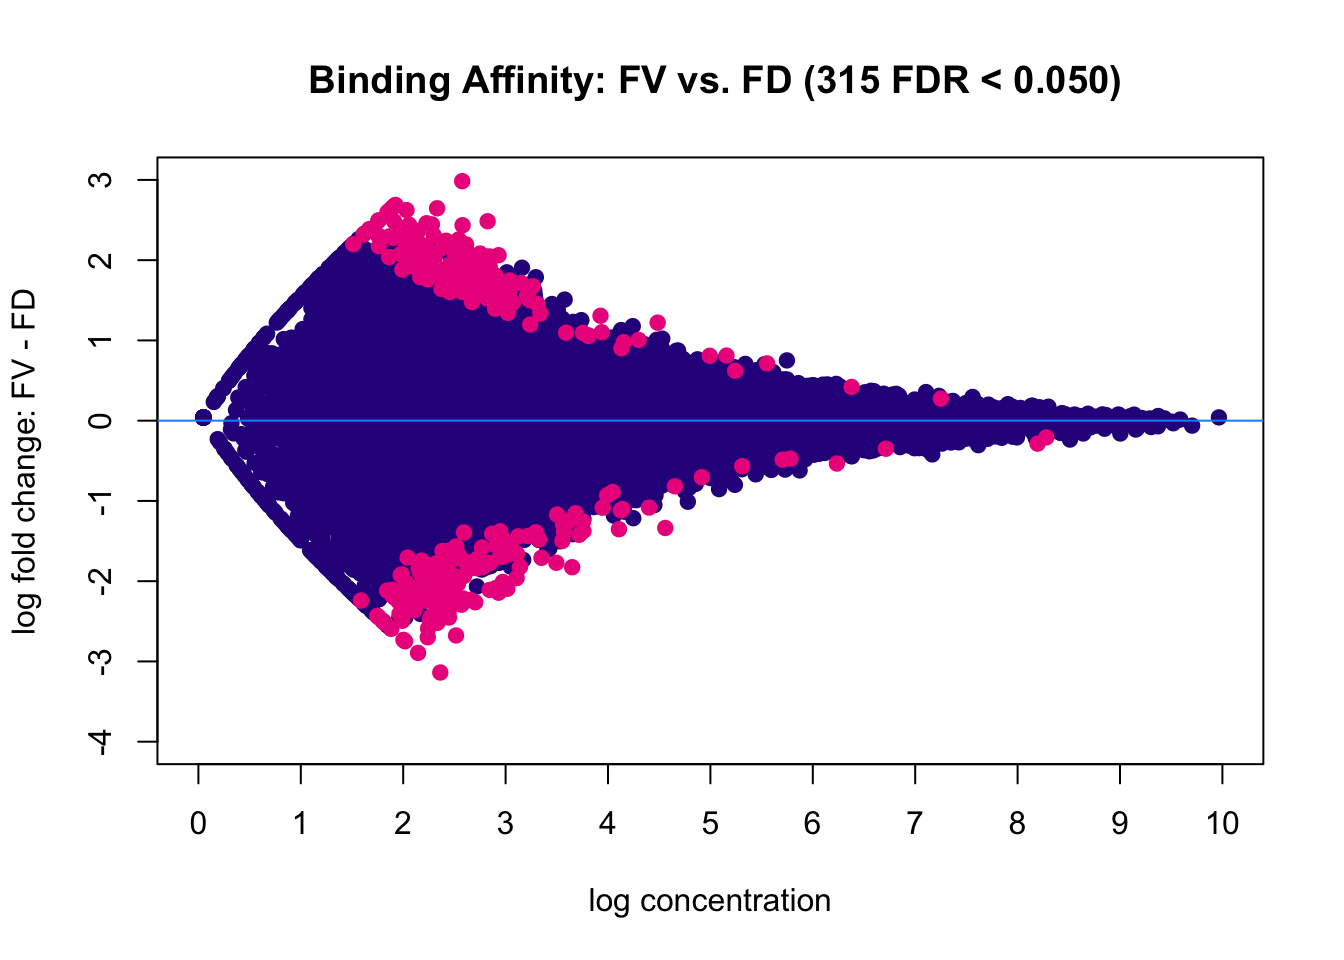 Binding Affinity: FV vs. FD (315 FDR < 0.050)
log fold change: FV - FD
3
2
1
0
-1
-2
-3
-4
0 1 2 3 4 5 6 7 8 9 10
log concentration